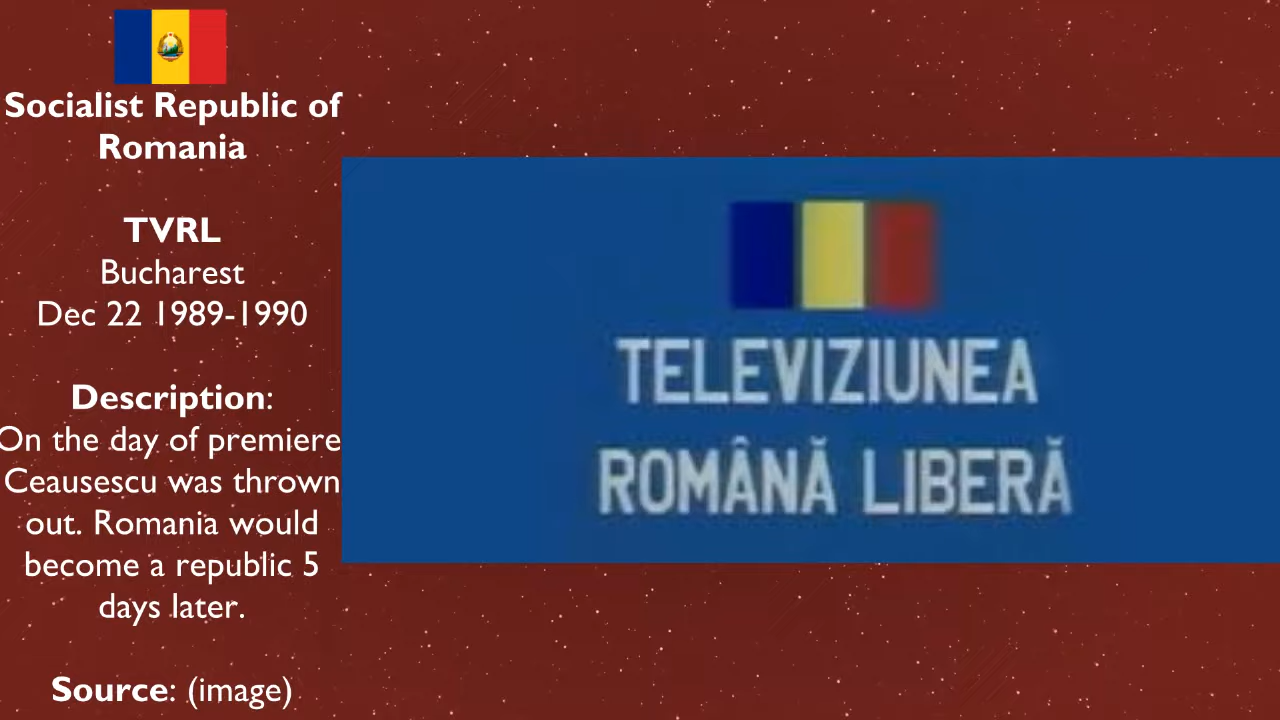 Socialist Republic of
Romania
TVRL
Bucharest
Dec 22 1989-1990
Description:
On the day of premiere
Ceausescu was thrown
out. Romania would
become a republic 5
days later.
Source: (image)
TELEVIZIUNEA
ROMÂNĂ LIBERĂ